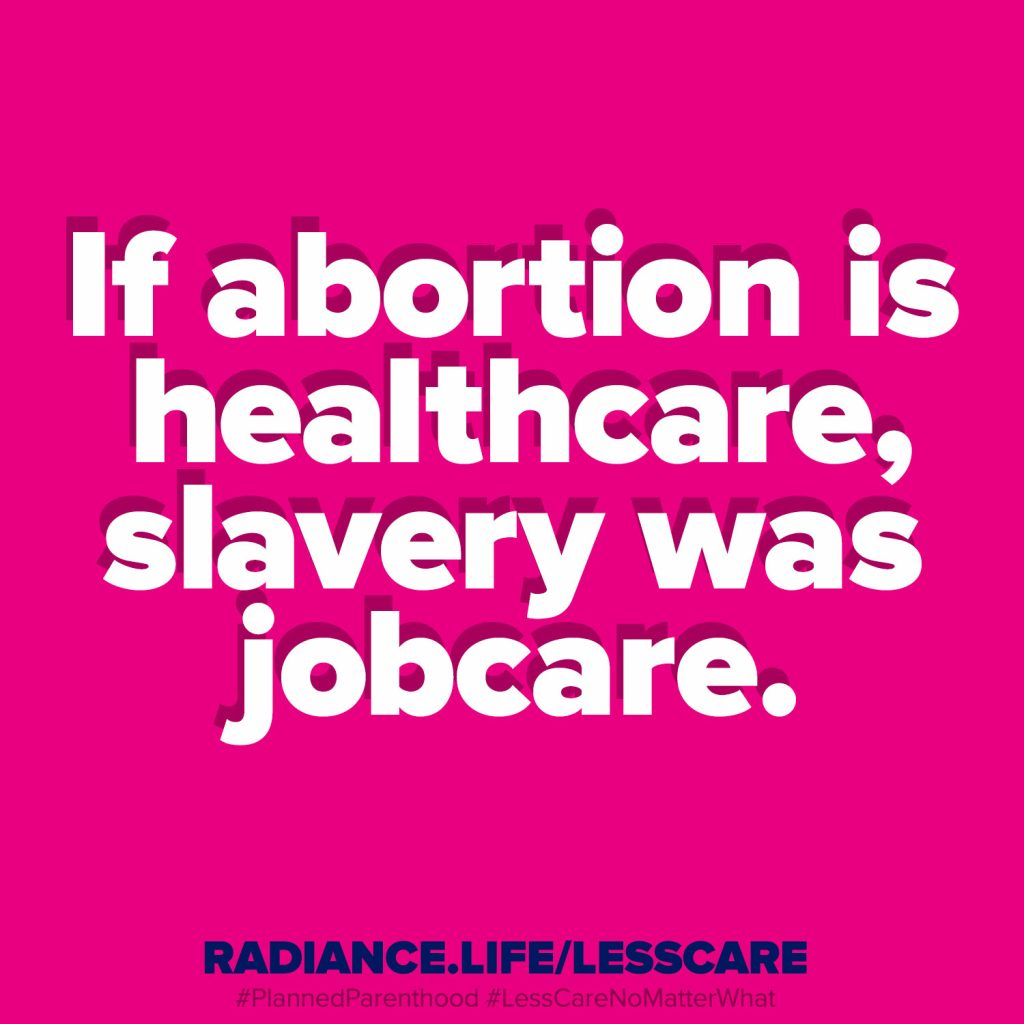 If abortion is
healthcare,
slavery was
jobcare.
RADIANCE.LIFE/LESSCARE
#PlannedParenthood #LessCareNoMatterWhat